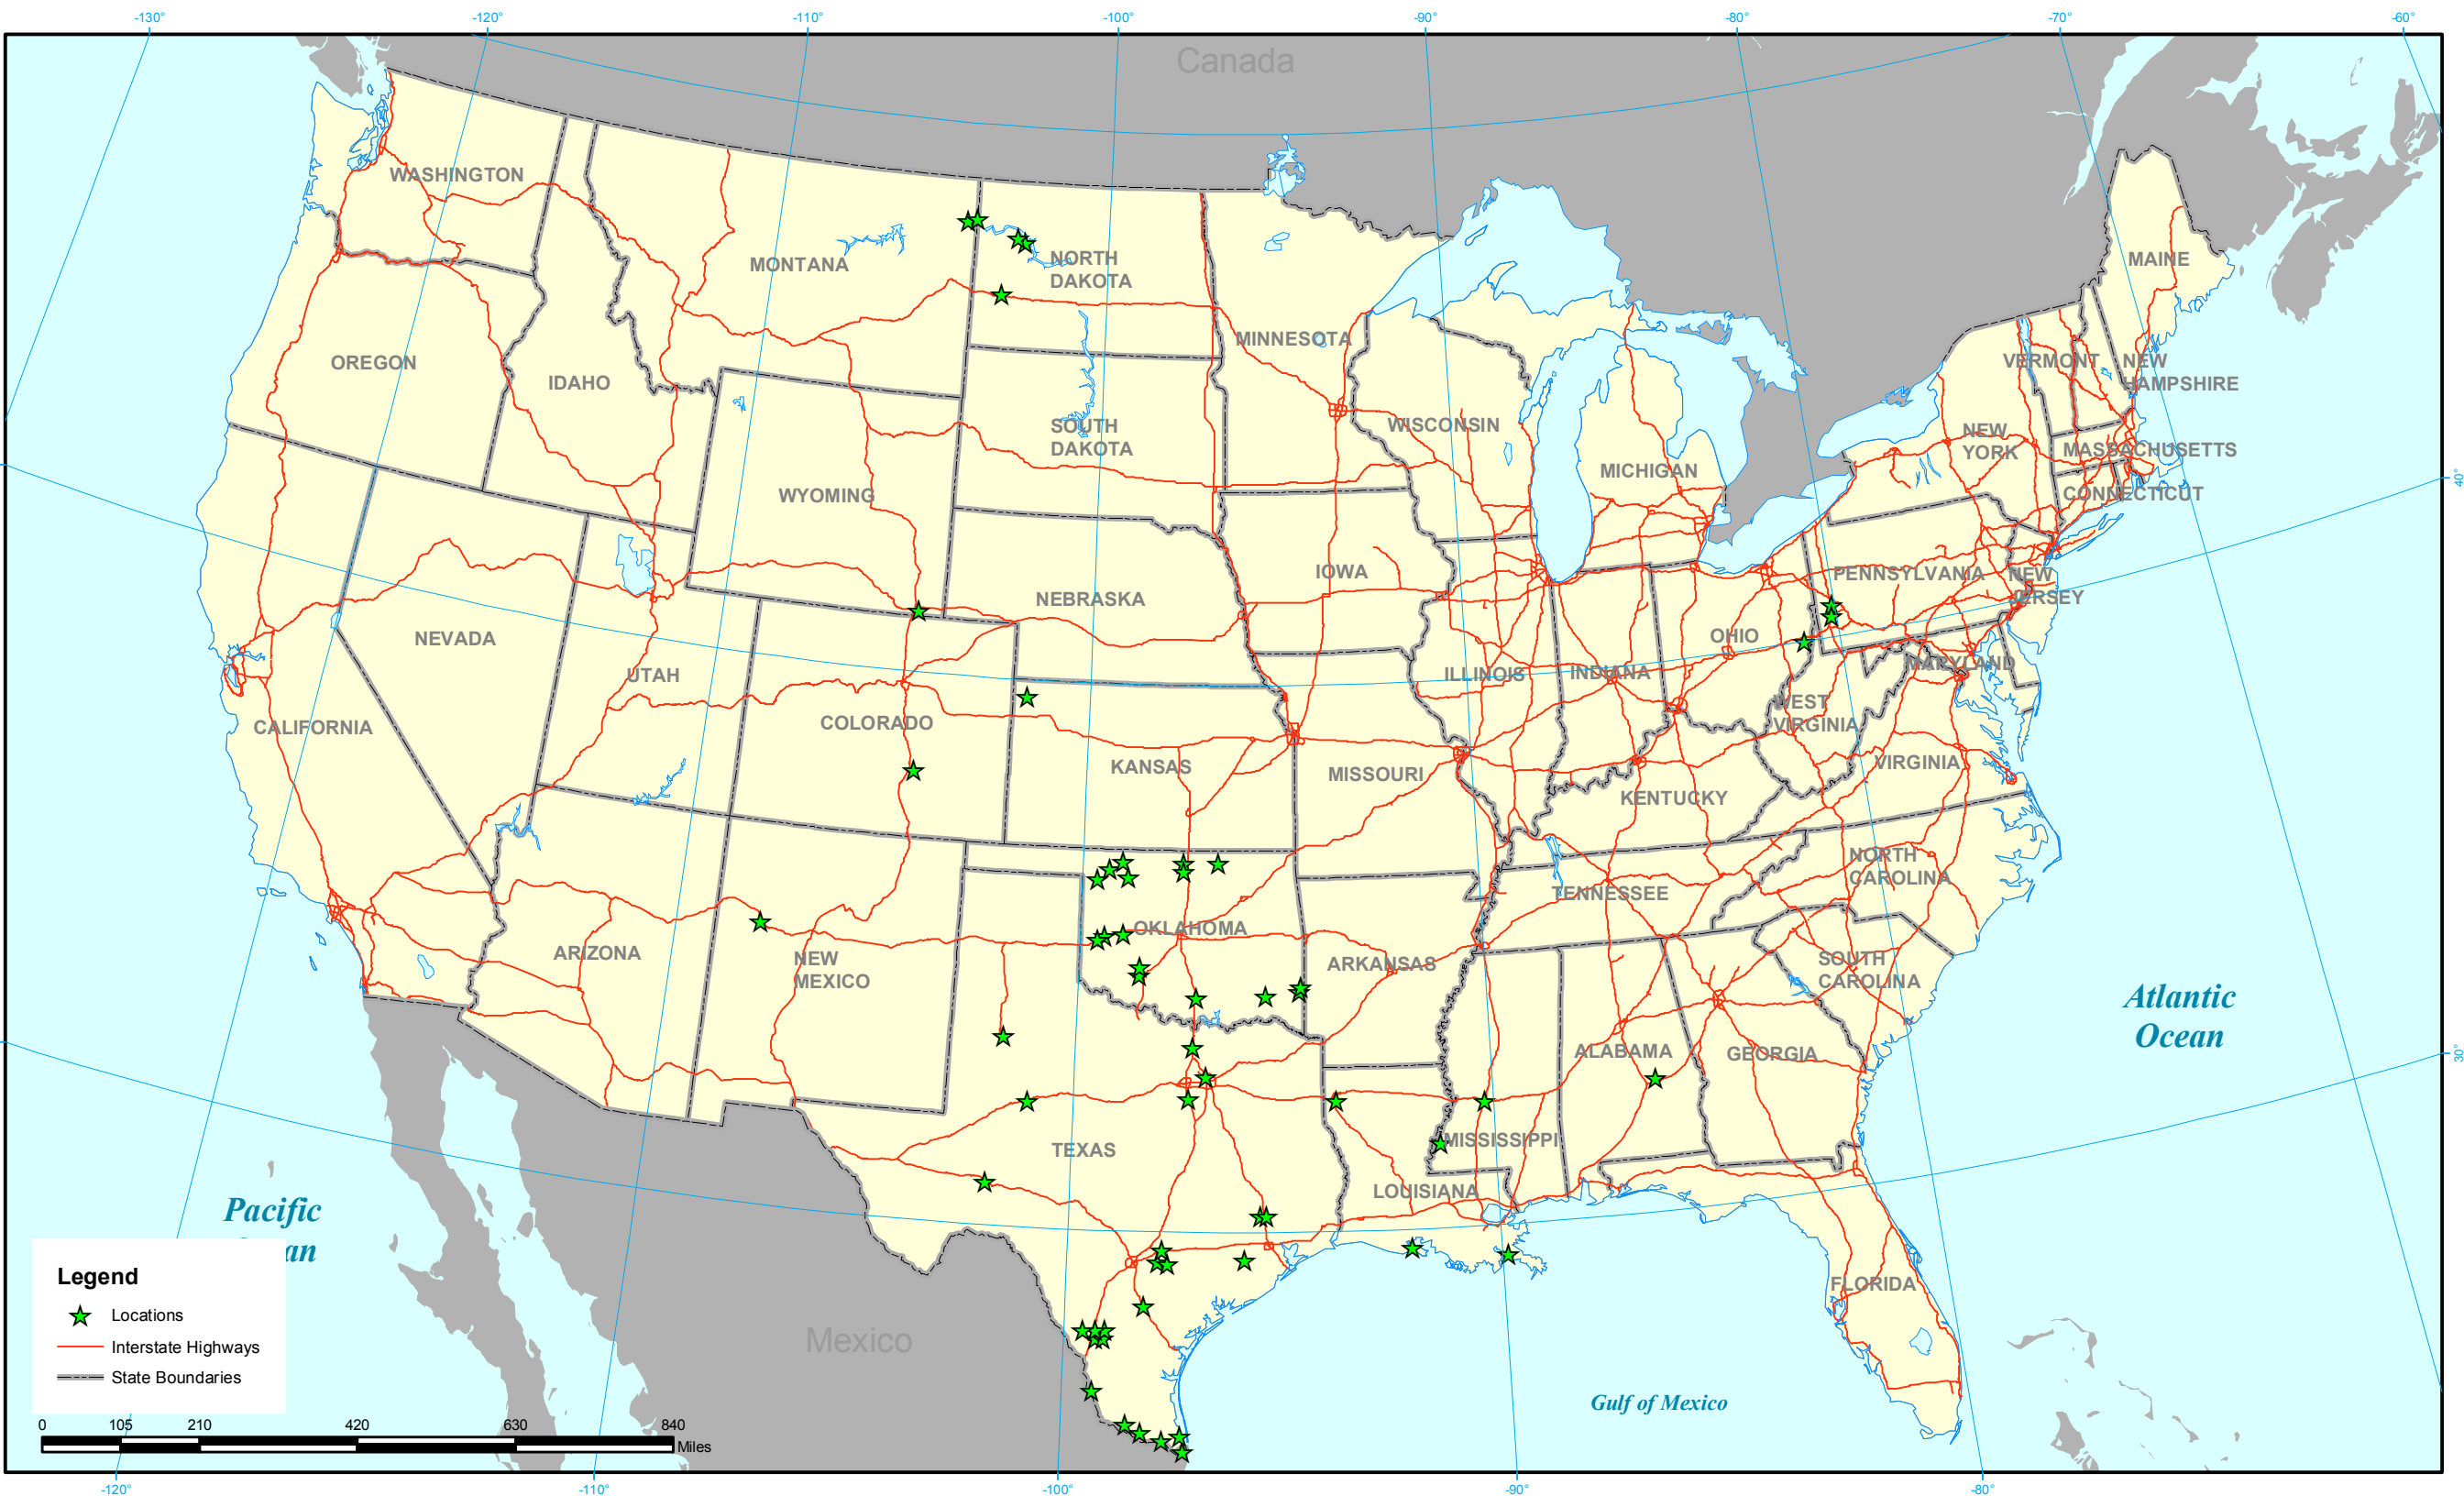 -130°
-120°
-110°
-100°
-90°
-80°
-70°
-60°
Canada
WASHINGTON
MONTANA
NORTH
DAKOTA
MINNESOTA
MAINE
OREGON
IDAHO
VERMONT
NEW
HAMPSHIRE
SOUTH
DAKOTA
WISCONSIN
MICHIGAN
NEW
YORK
MASSACHUSETTS
CONNECTICUT
40°
WYOMING
IOWA
NEBRASKA
PENNSYLVANIA
NEW
JERSEY
NEVADA
UTAH
COLORADO
CALIFORNIA
ILLINOIS
INDIANA
OHIO
MARYLAND
WEST
VIRGINIA
VIRGINIA
KANSAS
MISSOURI
KENTUCKY
NORTH
CAROLINA
TENNESSEE
OKLAHOMA
ARIZONA
NEW
MEXICO
ARKANSAS
SOUTH
CAROLINA
Atlantic
Ocean
30°
ALABAMA
GEORGIA
TEXAS
MISSISSIPPI
LOUISIANA
FLORIDA
Pacific
an
Mexico
Gulf of Mexico
Legend
Locations
Interstate Highways
State Boundaries
0 105 210 420 630 840
Miles
-120°
-110°
-100°
-90°
-80°